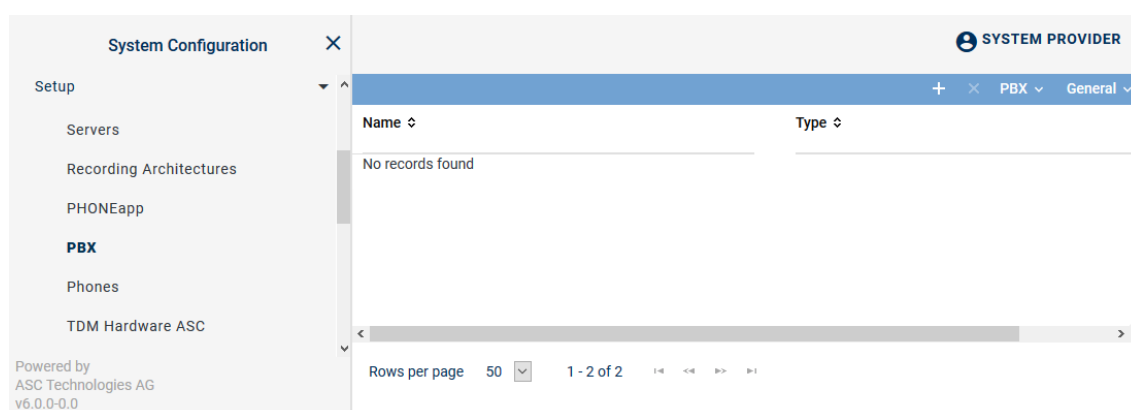 System Configuration
SYSTEM PROVIDER
Setup
PBX General
Name Type
Servers
No records found
Recording Architectures
PHONEapp
PBX
Phones
TDM Hardware ASC
Powered by
ASC Technologies AG
v6.0.0-0.0
Rows per page 50 1 - 2 of 2